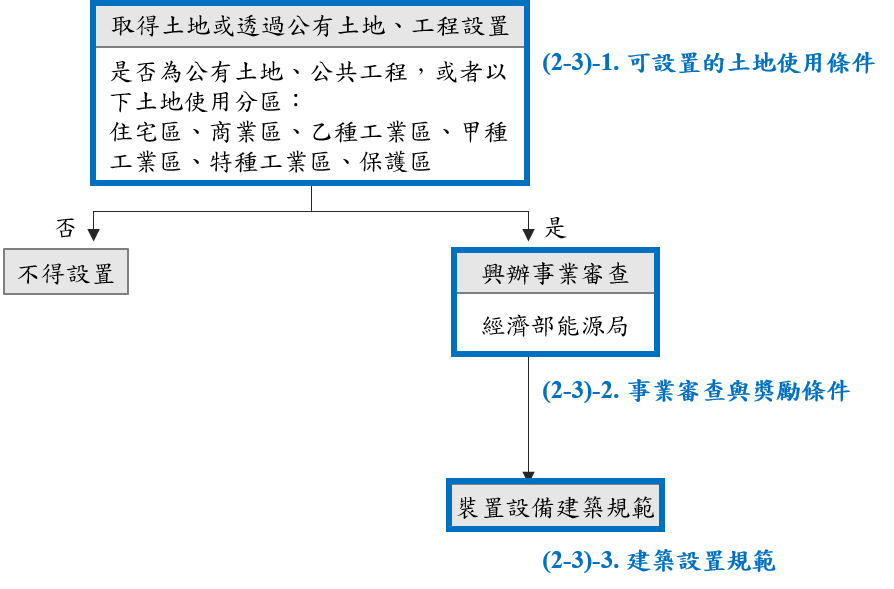 取得土地或透過公有土地、工程設置
(2-3)-1. 可設置的土地使用條件
是否為公有土地、公共工程，或者以
下土地使用分區：
住宅區、商業區、乙種工業區、甲種
工業區、特種工業區、保護區
否
是
不得設置
興辦事業審查
經濟部能源局
(2-3)-2. 事業審查與獎勵條件
裝置設備建築規範
(2-3)-3. 建築設置規範